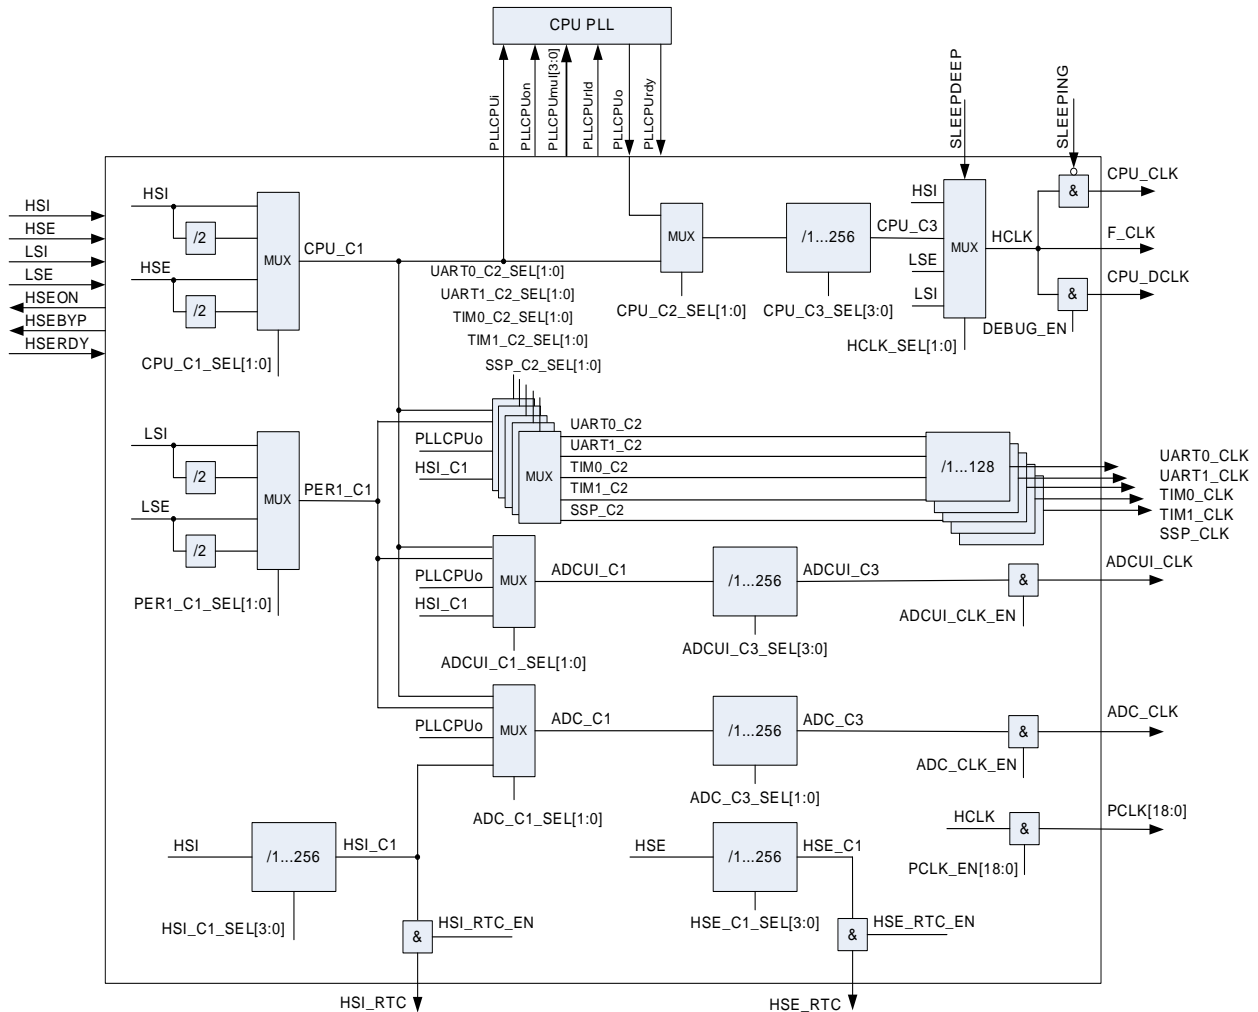 CPU PLL
PLLCPUi
PLLCPUon
PLLCPUmul[3:0]
PLLCPUrld
PLLCPUo
PLLCPUrdy
SLEEPDEEP
SLEEPING
HSI
HSE
LSI
LSE
HSEON
HSEBYP
HSERDY
HSI
/2
HSE
/2
MUX
CPU_C1
CPU_C1_SEL[1:0]
MUX
CPU_C2_SEL[1:0]
/1...256
CPU_C3
CPU_C3_SEL[3:0]
HSI
LSE
LSI
MUX
HCLK
HCLK_SEL[1:0]
&
CPU_CLK
F_CLK
&
CPU_DCLK
DEBUG_EN
UART0_C2_SEL[1:0]
UART1_C2_SEL[1:0]
TIM0_C2_SEL[1:0]
TIM1_C2_SEL[1:0]
SSP_C2_SEL[1:0]
LSI
/2
LSE
/2
MUX
PER1_C1
PER1_C1_SEL[1:0]
PLLCPUo
HSI_C1
MUX
UART0_C2
UART1_C2
TIM0_C2
TIM1_C2
SSP_C2
/1...128
UART0_CLK
UART1_CLK
TIM0_CLK
TIM1_CLK
SSP_CLK
PLLCPUo
HSI_C1
MUX
ADCUI_C1
ADCUI_C1_SEL[1:0]
/1...256
ADCUI_C3
ADCUI_C3_SEL[3:0]
&
ADCUI_CLK
ADCUI_CLK_EN
PLLCPUo
MUX
ADC_C1
ADC_C1_SEL[1:0]
/1...256
ADC_C3
ADC_C3_SEL[1:0]
&
ADC_CLK
ADC_CLK_EN
HSI
/1...256
HSI_C1
HSI_C1_SEL[3:0]
&
HSI_RTC_EN
HSI_RTC
HSE
/1...256
HSE_C1
HSE_C1_SEL[3:0]
&
HSE_RTC_EN
HSE_RTC
HCLK
&
PCLK[18:0]
PCLK_EN[18:0]